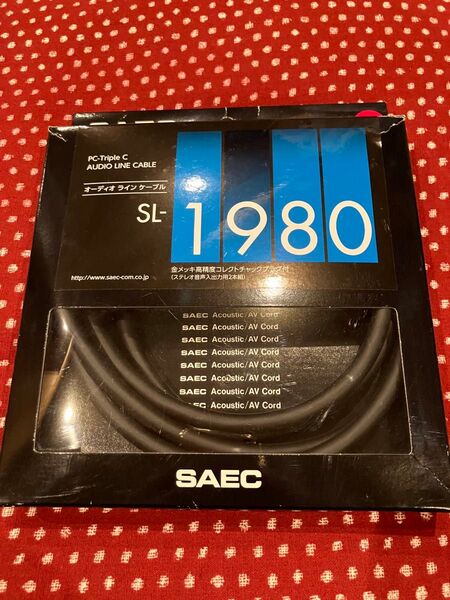 PC-Triple C
AUDIO LINE CABLE
オーディオ ライン ケーブル
SL-
1980
金メッキ高精度コレクトチャックプラグ付
(ステレオ音声入出力用2本組)
http://www.saec-com.co.jp
SAEC Acoustic/AV Cord
SAEC Acoustic/AV Cord
SAEC Acoustic/AV Cord
SAEC Acoustic/AV Cord
SAEC Acoustic/AV Cord
SAEC Acoustic/AV Cord
SAEC Acoustic/AV Cord
SAEC Acoustic/AV Cord
SAEC